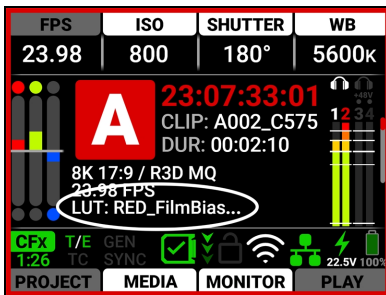 FPS ISO SHUTTER WB
23.98 800 180° 5600K
+48V
23:07:33:01
1 2 3 4
A
CLIP: A002_C575
DUR: 00:02:10
8K 17:9 / R3D MQ
23.98 FPS
LUT: RED_FilmBias...
CFx T/E GEN
1:26 TC SYNC 22.5V 100%
PROJECT MEDIA MONITOR PLAY